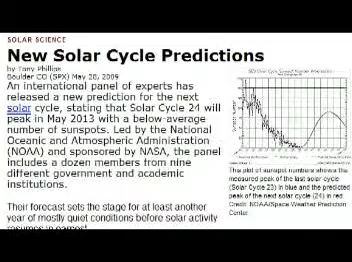 SOLAR SCIENCE
New Solar Cycle Predictions
by Tony Phillips
Boulder CO (SPX) May 28, 2009
An international panel of experts has
released a new prediction for the next
solar cycle, stating that Solar Cycle 24 will
peak in May 2013 with a below-average
number of sunspots. Led by the National
Oceanic and Atmospheric Administration
(NOAA) and sponsored by NASA, the panel
includes a dozen members from nine
different government and academic
institutions.
Their forecast sets the stage for at least another
year of mostly quiet conditions before solar activity
resumes in earnest.
This plot of sunspot numbers shows the
measured peak of the last solar cycle
(Solar Cycle 23) in blue and the predicted
peak of the next solar cycle (24) in red.
Credit: NOAA/Space Weather Prediction
Center.